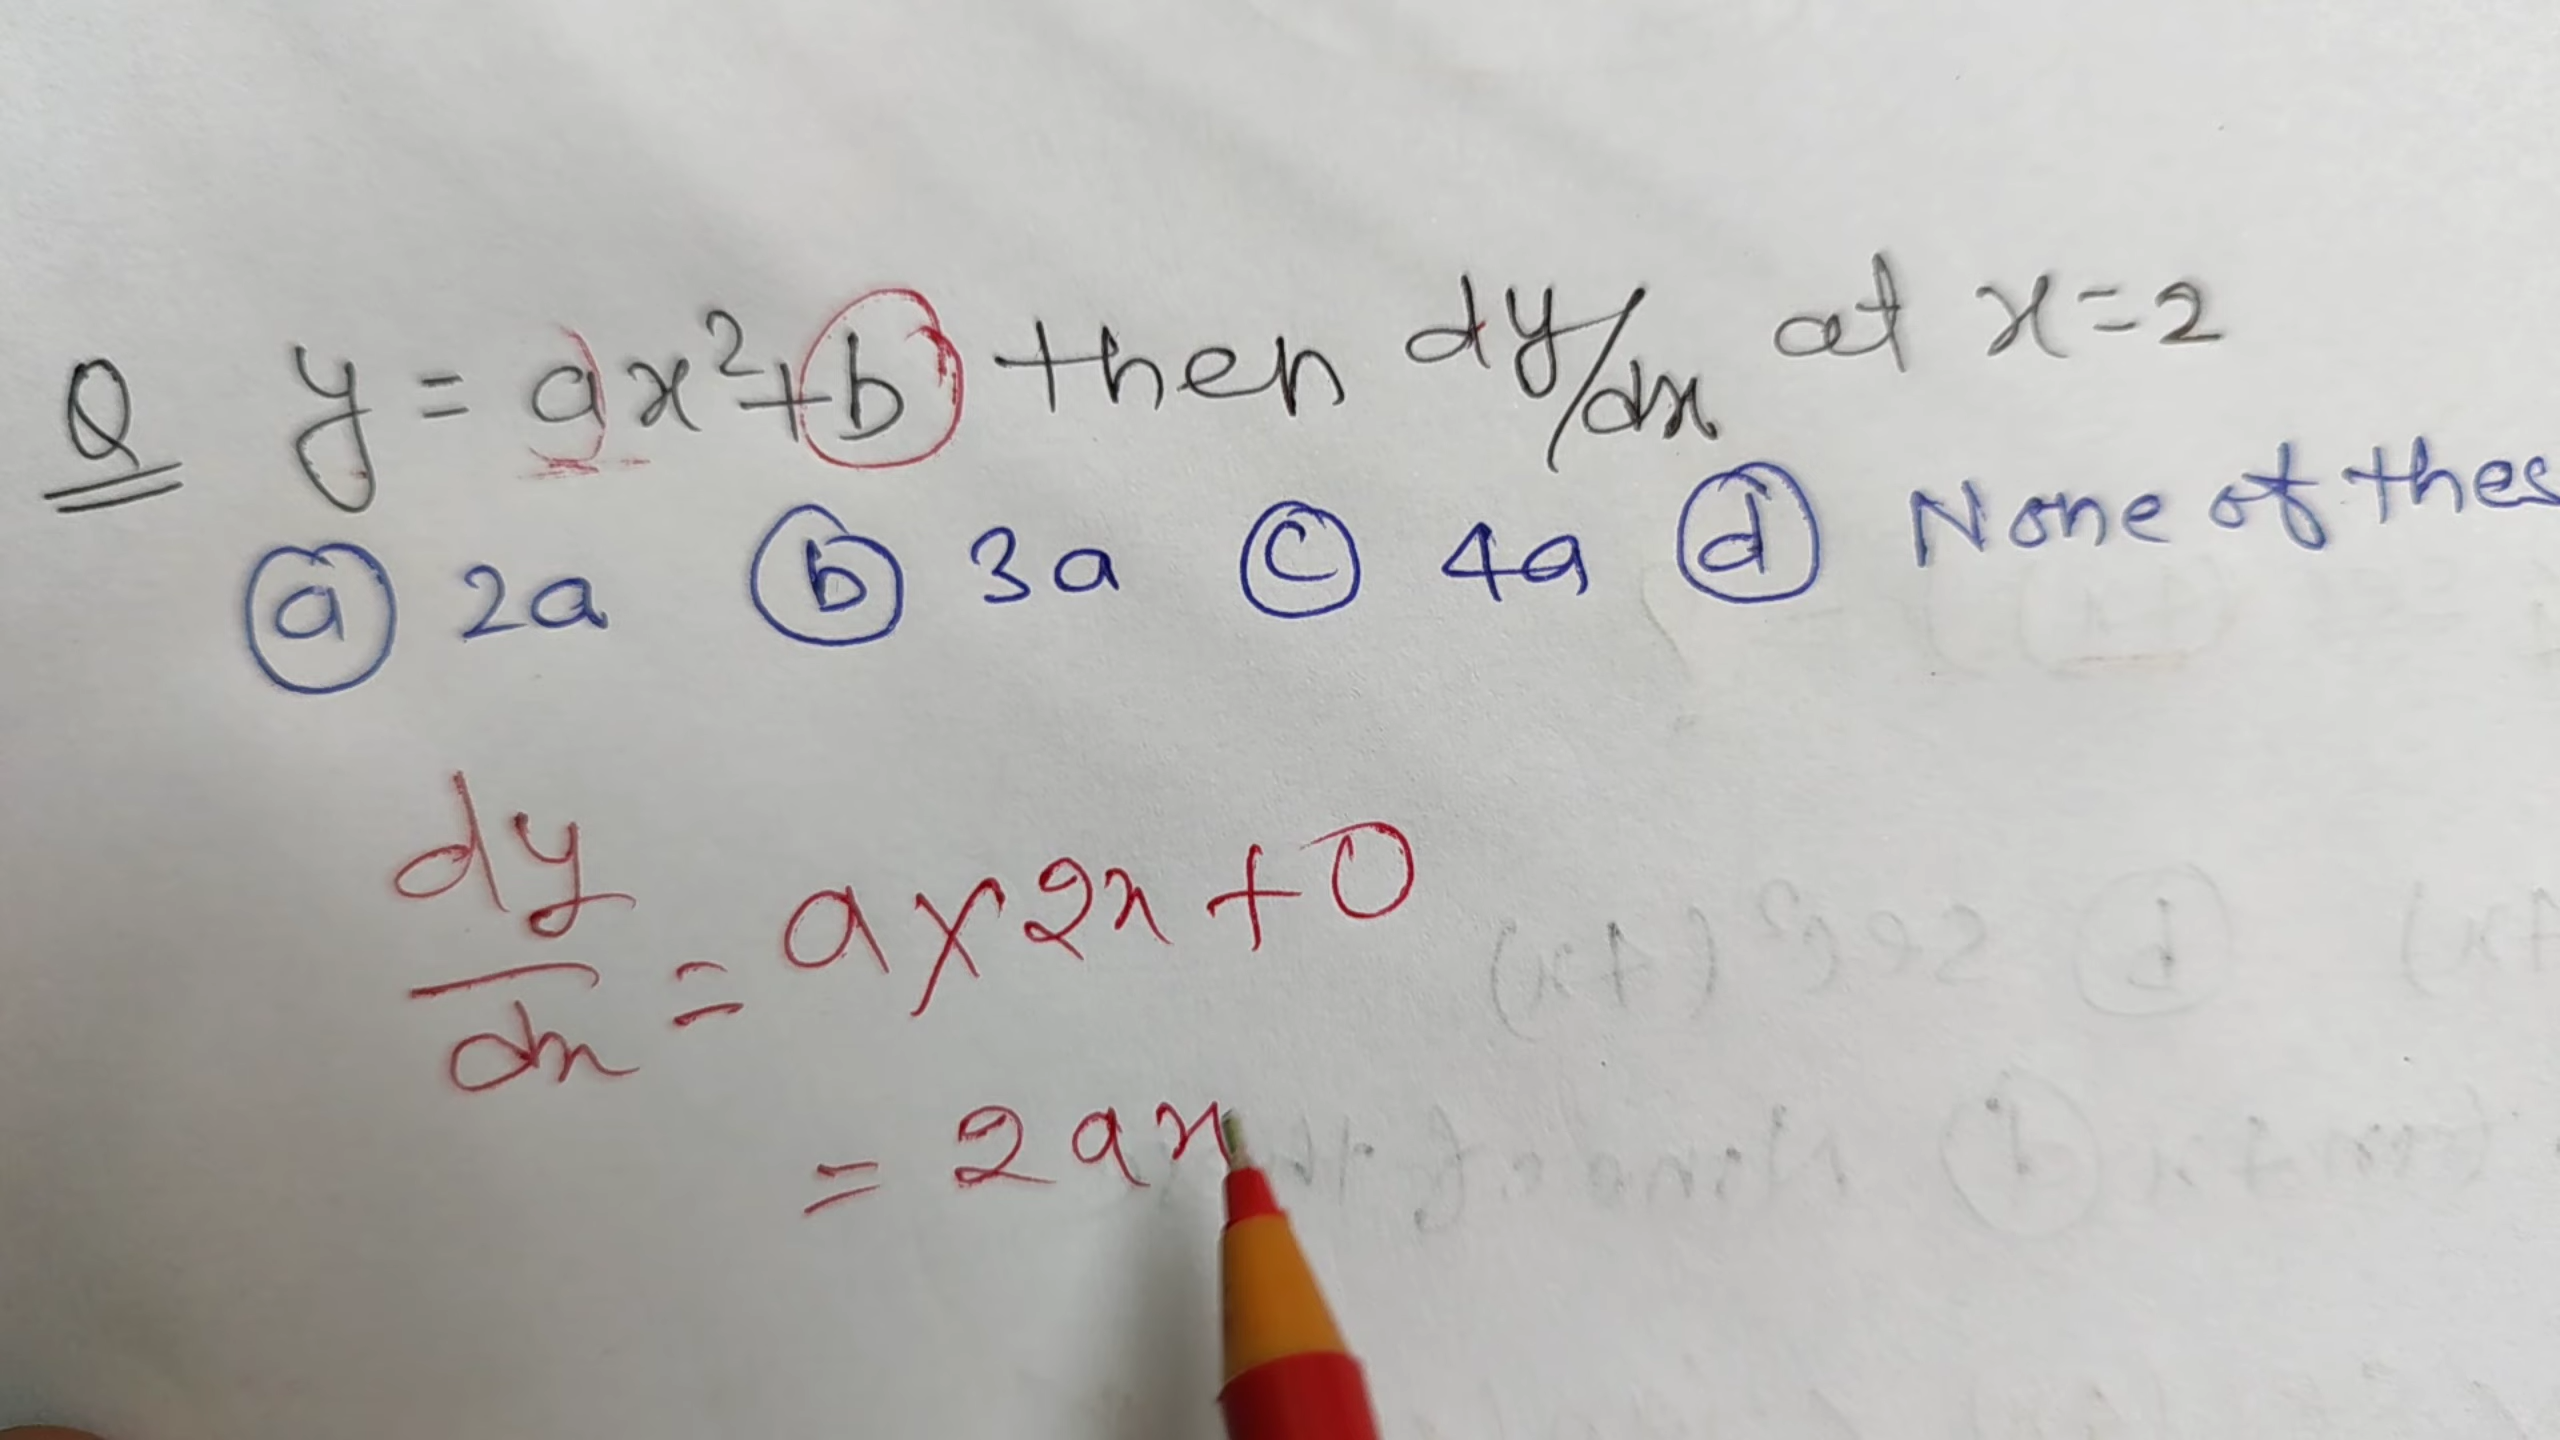 Q y = ax²+b then dy/dx at x=2
ⓐ 2a ⓑ 3a ⓒ 4a ⓓ None of thes
dy/dx = a×2x+0
= 2ax